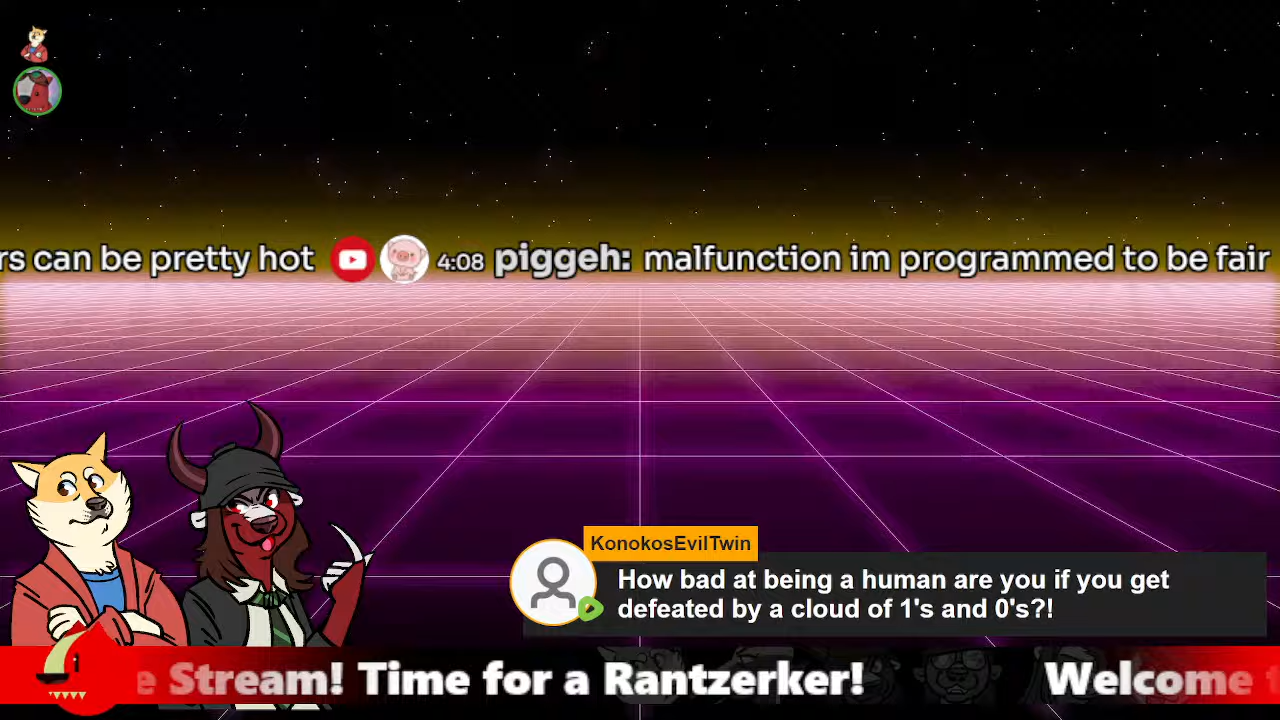 rs can be pretty hot 4:08 piggeh: malfunction im programmed to be fair
KonokosEvilTwin
How bad at being a human are you if you get
defeated by a cloud of 1's and 0's?!
e Stream! Time for a Rantzerker! Welcome t